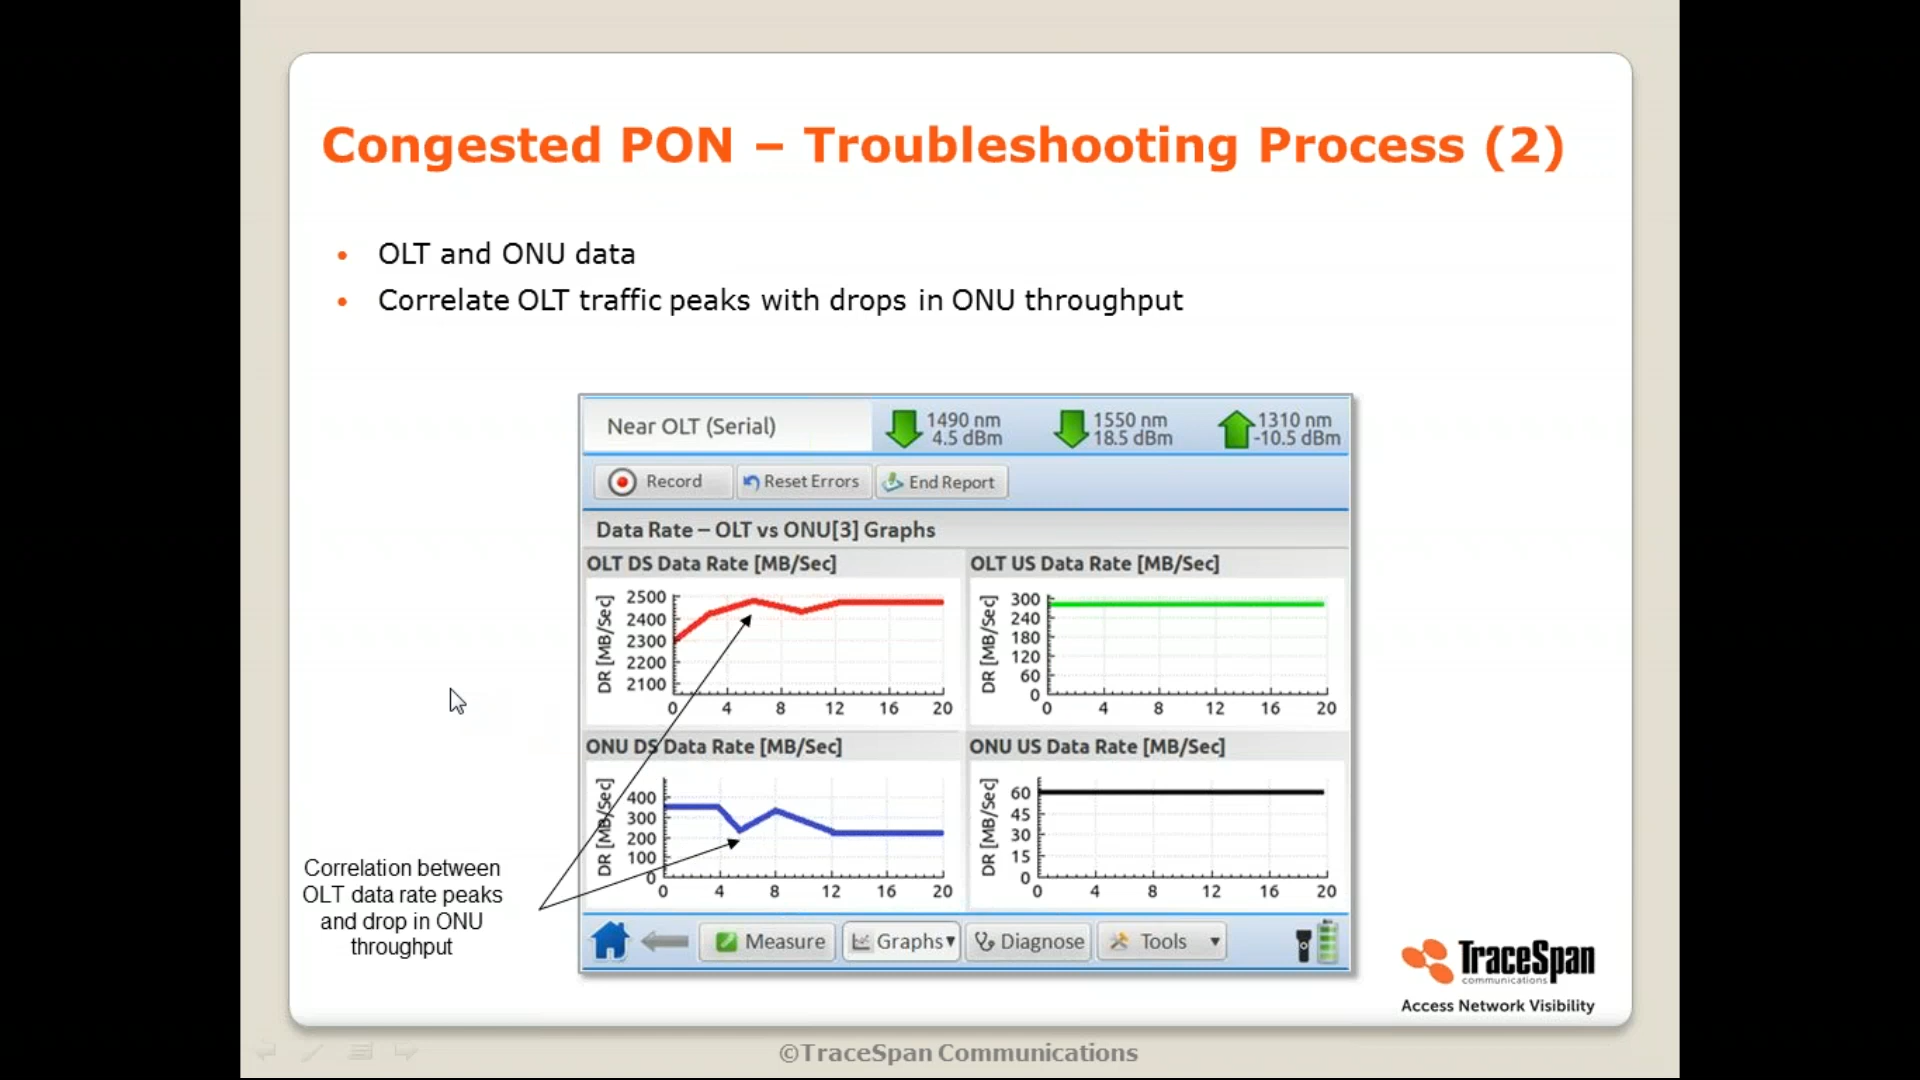 Congested PON – Troubleshooting Process (2)
• OLT and ONU data
• Correlate OLT traffic peaks with drops in ONU throughput
Near OLT (Serial)
1490 nm
4.5 dBm
1550 nm
18.5 dBm
1310 nm
-10.5 dBm
Record
Reset Errors
End Report
Data Rate – OLT vs ONU[3] Graphs
OLT DS Data Rate [MB/Sec]
DR [MB/Sec]
2500
2400
2300
2200
2100
0 4 8 12 16 20
OLT US Data Rate [MB/Sec]
DR [MB/Sec]
300
240
180
120
60
0
0 4 8 12 16 20
ONU DS Data Rate [MB/Sec]
DR [MB/Sec]
400
300
200
100
0
0 4 8 12 16 20
ONU US Data Rate [MB/Sec]
DR [MB/Sec]
60
45
30
15
0
0 4 8 12 16 20
Correlation between
OLT data rate peaks
and drop in ONU
throughput
Measure
Graphs
Diagnose
Tools
TraceSpan
communications
Access Network Visibility
©TraceSpan Communications